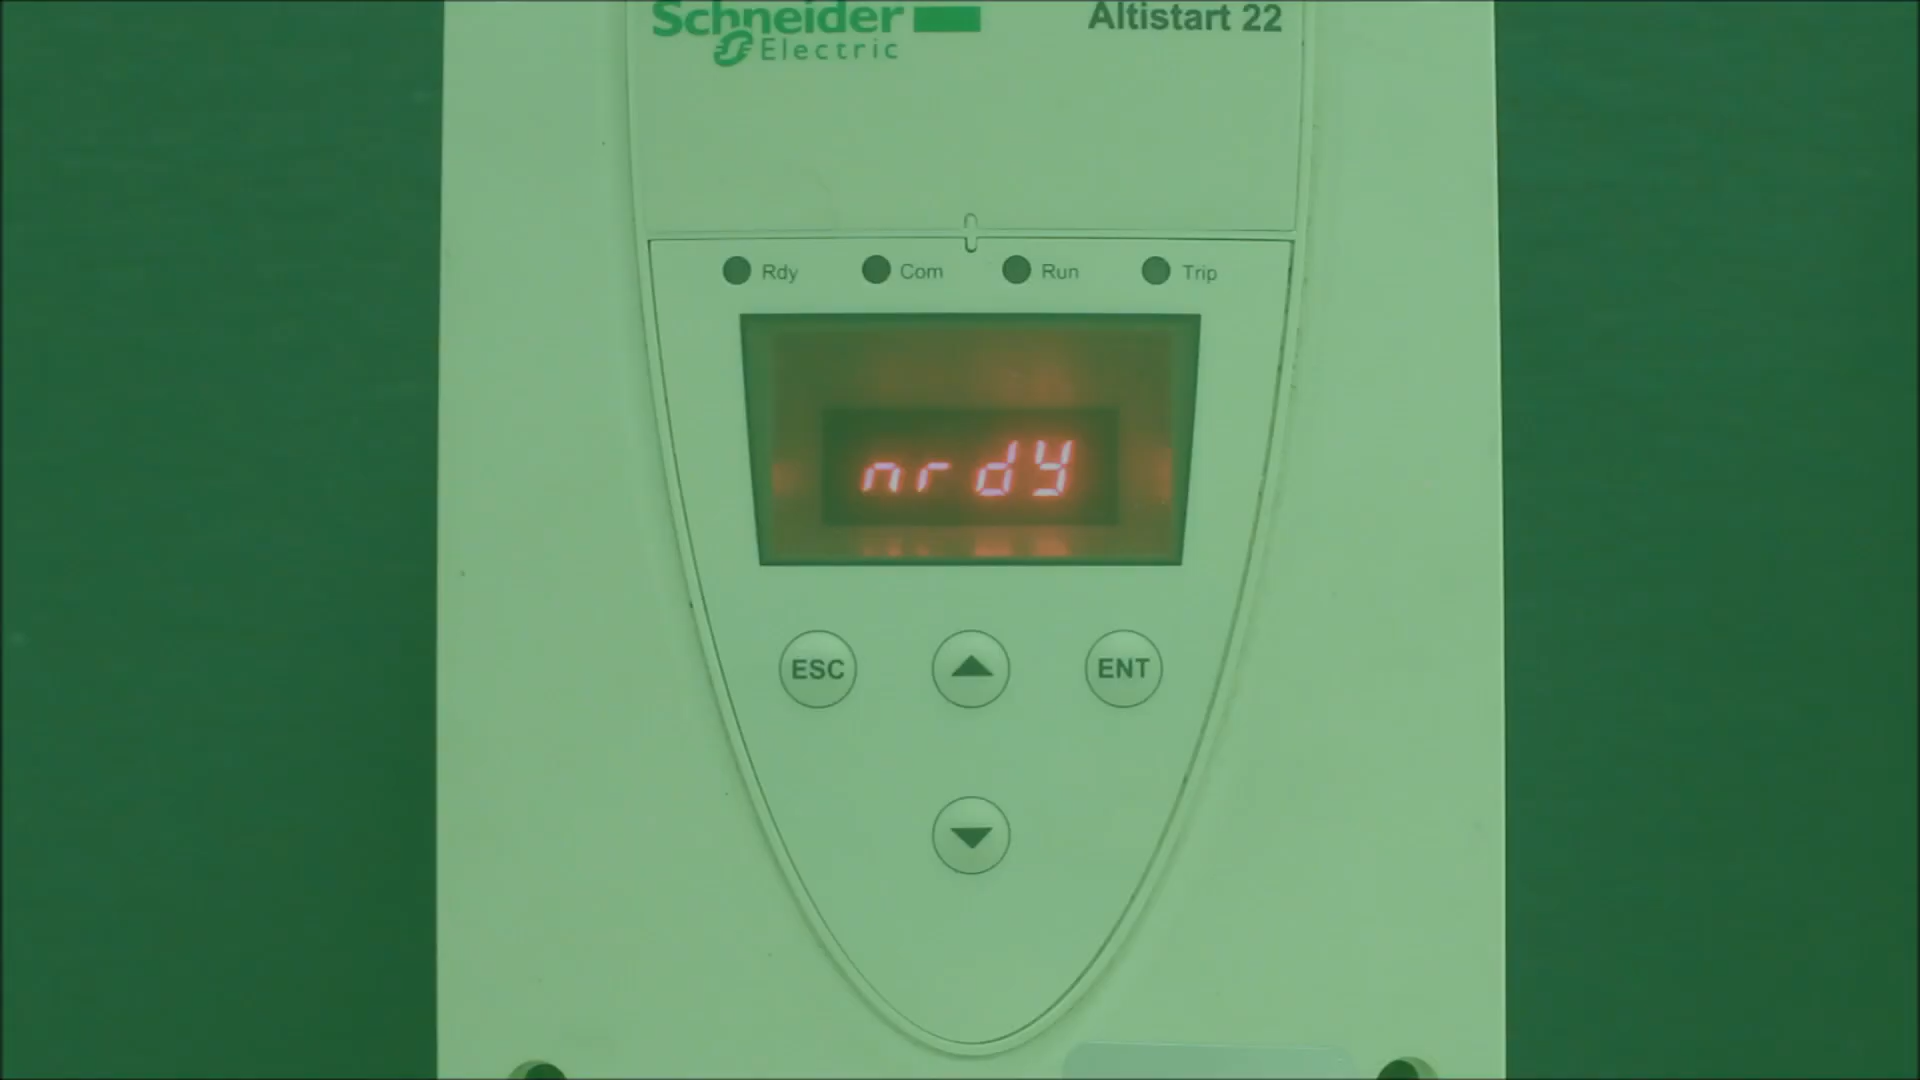 Schneider
Electric
Altistart 22
Rdy Com Run Trip
nrdy
ESC ENT